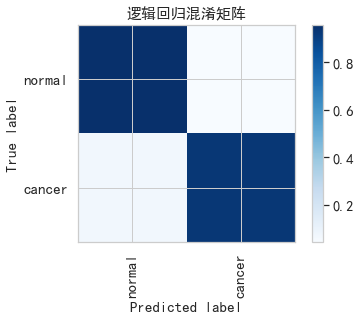 逻辑回归混淆矩阵
normal
cancer
True label
0.8
0.6
0.4
0.2
normal
cancer
Predicted label